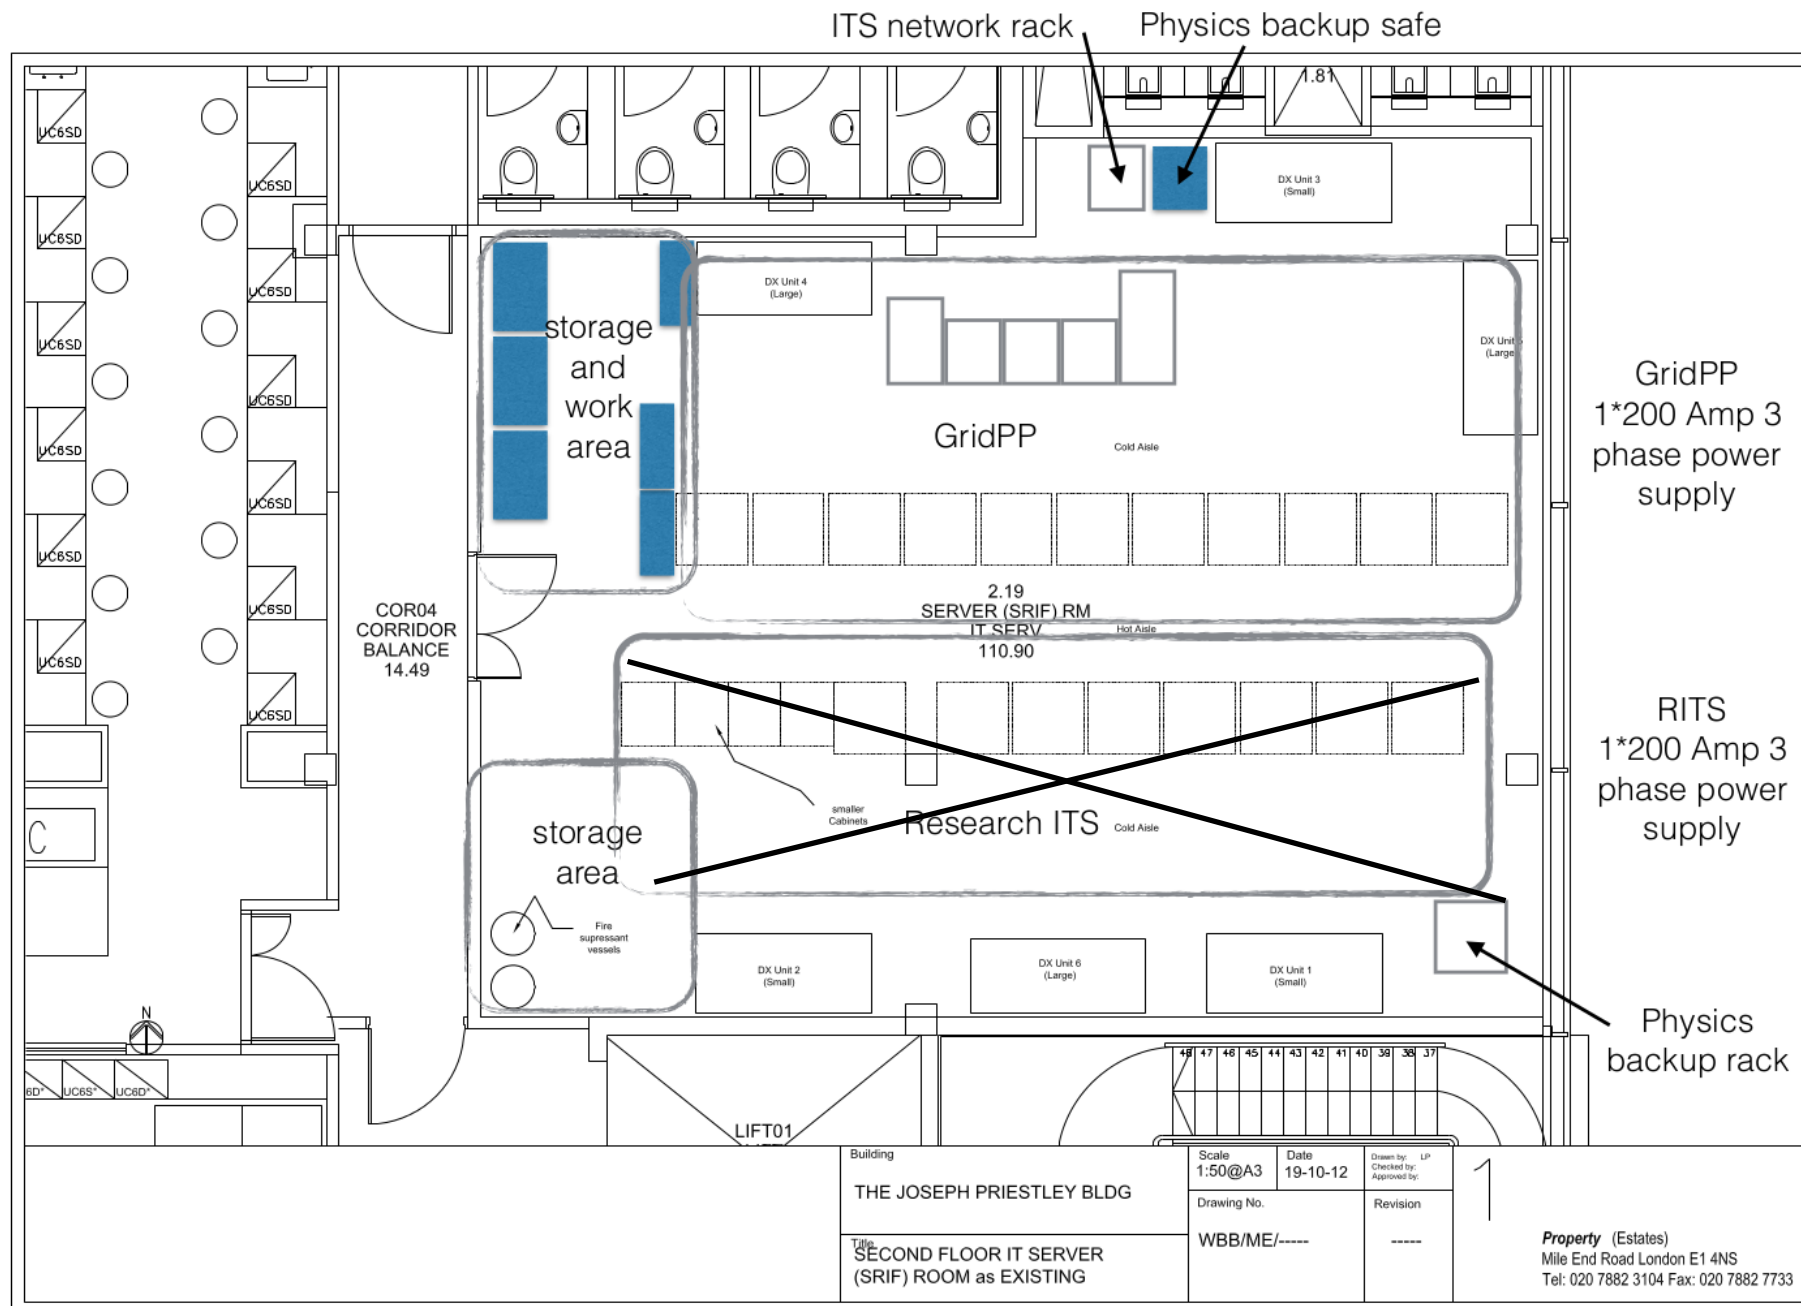 ITS network rack
Physics backup safe
1.81
UC6SD
UC6SD
UC6SD
UC6SD
UC6SD
UC6SD
UC6SD
UC6SD
UC6SD
UC6SD
UC6SD
UC6SD
DX Unit 3
(Small)
DX Unit 4
(Large)
DX Unit
(Large
storage
and
work
area
GridPP
Cold Aisle
GridPP
1*200 Amp 3
phase power
supply
2.19
SERVER (SRIF) RM
IT SERV
110.90
Hot Aisle
COR04
CORRIDOR
BALANCE
14.49
RITS
1*200 Amp 3
phase power
supply
smaller
Cabinets
Research ITS
Cold Aisle
storage
area
C
Fire
supressant
vessels
DX Unit 2
(Small)
DX Unit 6
(Large)
DX Unit 1
(Small)
Physics
backup rack
N
6D*
UC6S*
UC6D*
48 47 46 45 44 43 42 41 40 39 38 37
LIFT01
Building
THE JOSEPH PRIESTLEY BLDG
Title
SECOND FLOOR IT SERVER
(SRIF) ROOM as EXISTING
Scale
1:50@A3
Date
19-10-12
Drawn by: LP
Checked by:
Approved by:
Drawing No.
WBB/ME/-----
Revision
-----
1
Property (Estates)
Mile End Road London E1 4NS
Tel: 020 7882 3104 Fax: 020 7882 7733